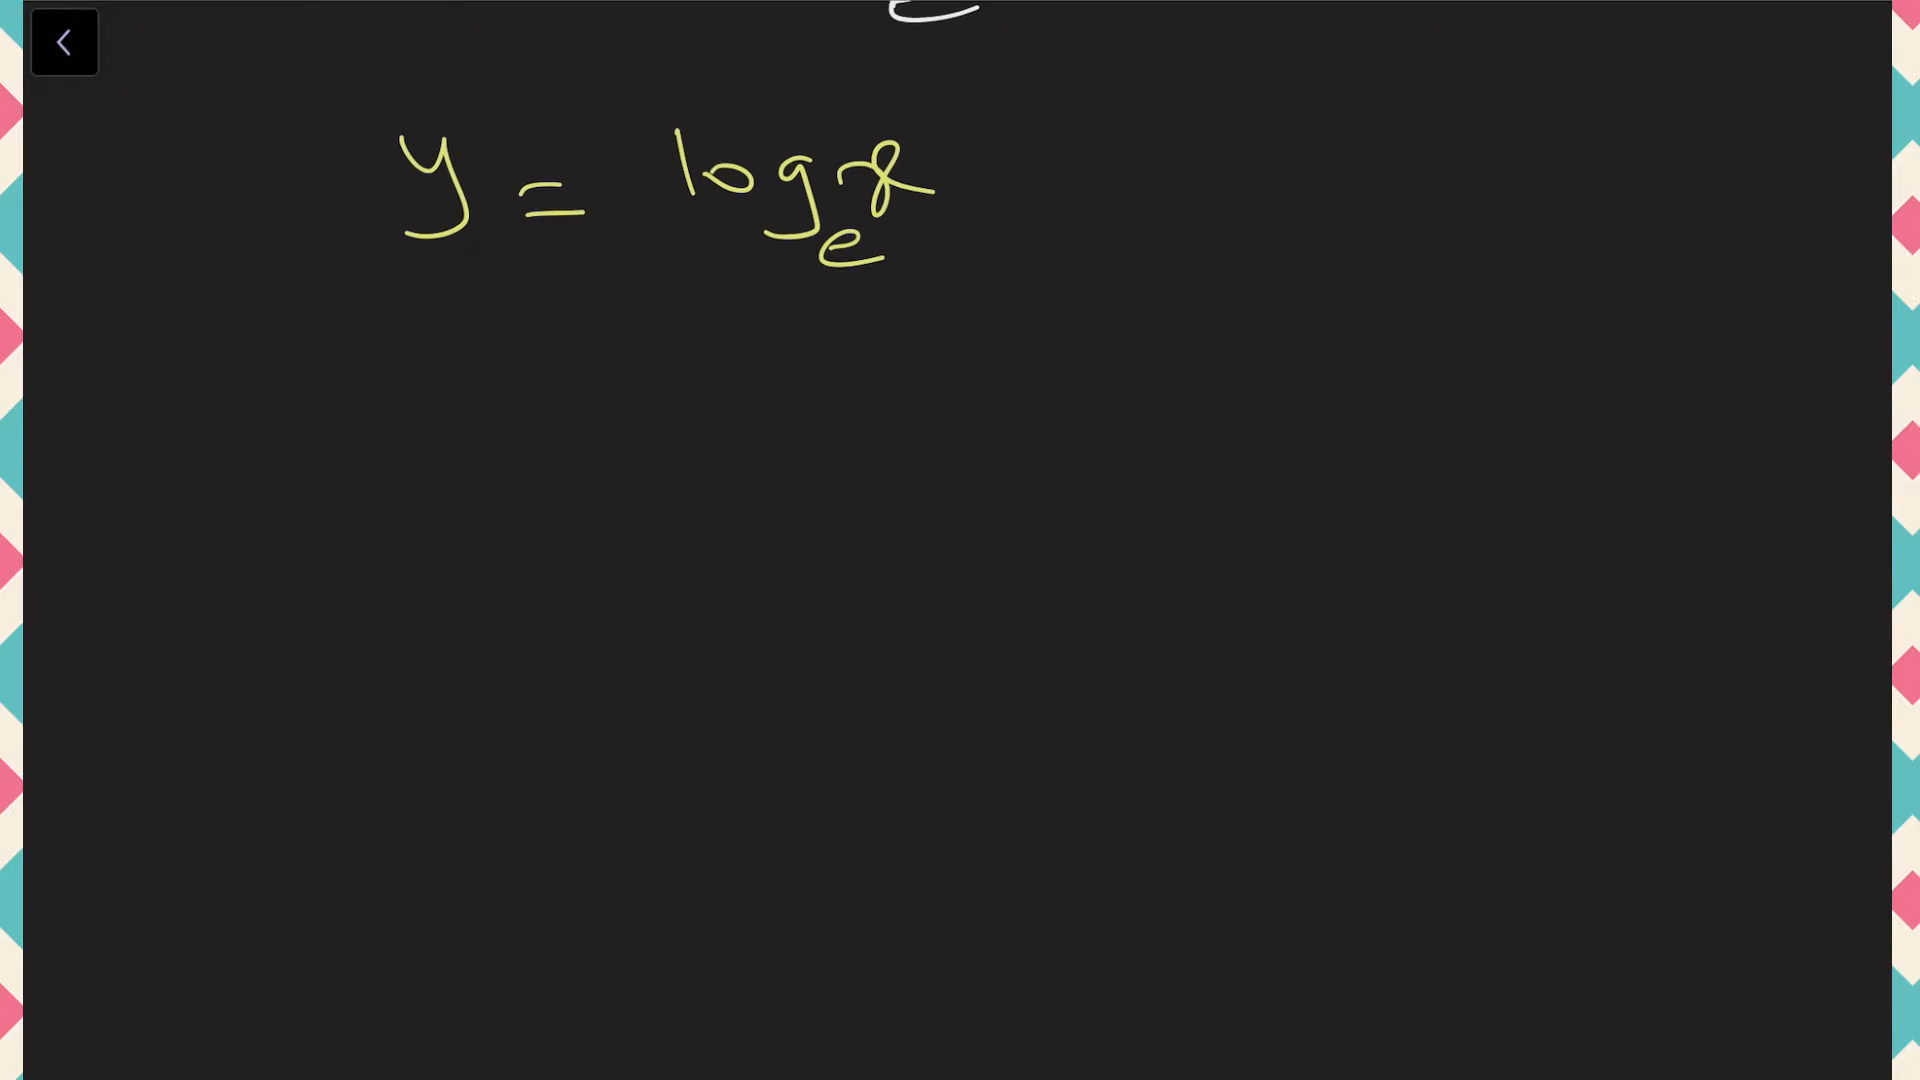 y = logₑx